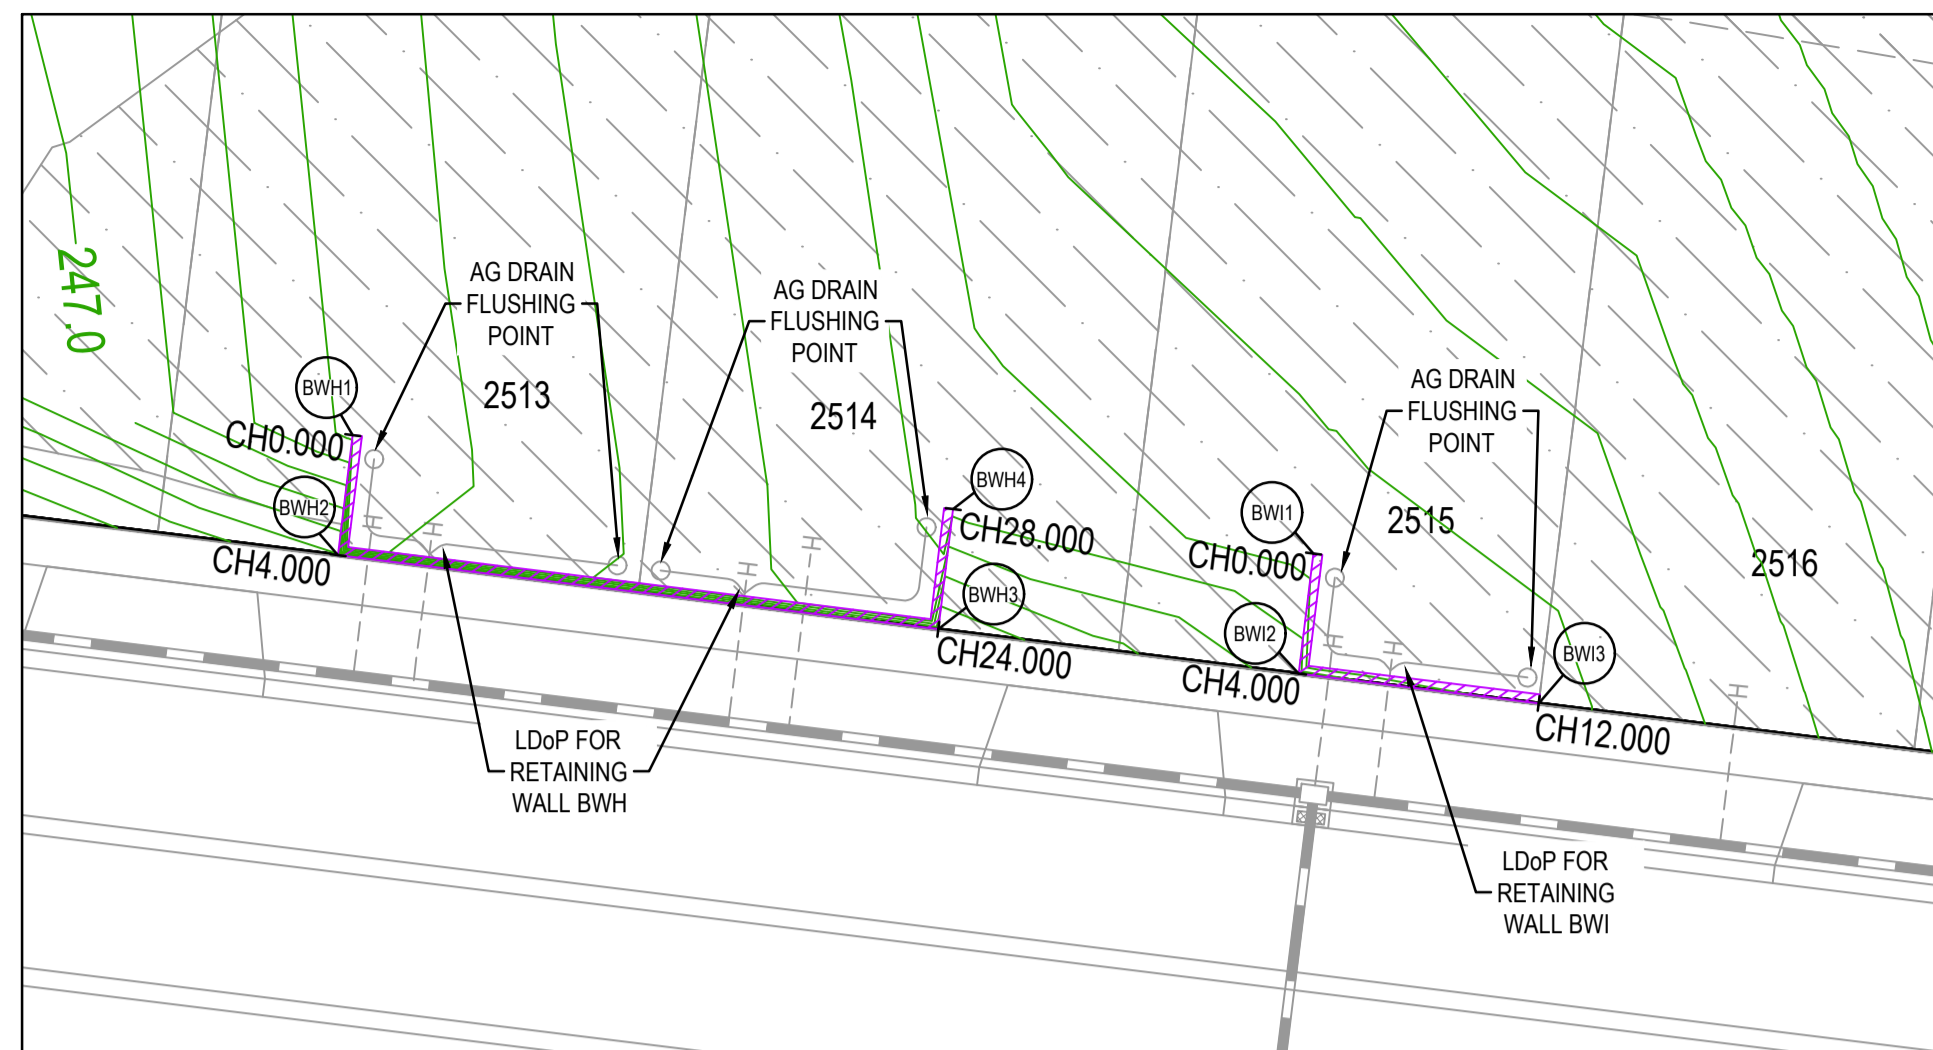 247.0
AG DRAIN
FLUSHING
POINT
2513
BWH1
CH0.000
BWH2
CH4.000
AG DRAIN
FLUSHING
POINT
2514
BWH4
CH28.000
BWH3
CH24.000
LDoP FOR
RETAINING
WALL BWH
AG DRAIN
FLUSHING
POINT
2515
BWI1
CH0.000
BWI2
CH4.000
BWI3
CH12.000
2516
LDoP FOR
RETAINING
WALL BWI
H
H
H
H
H
H
H